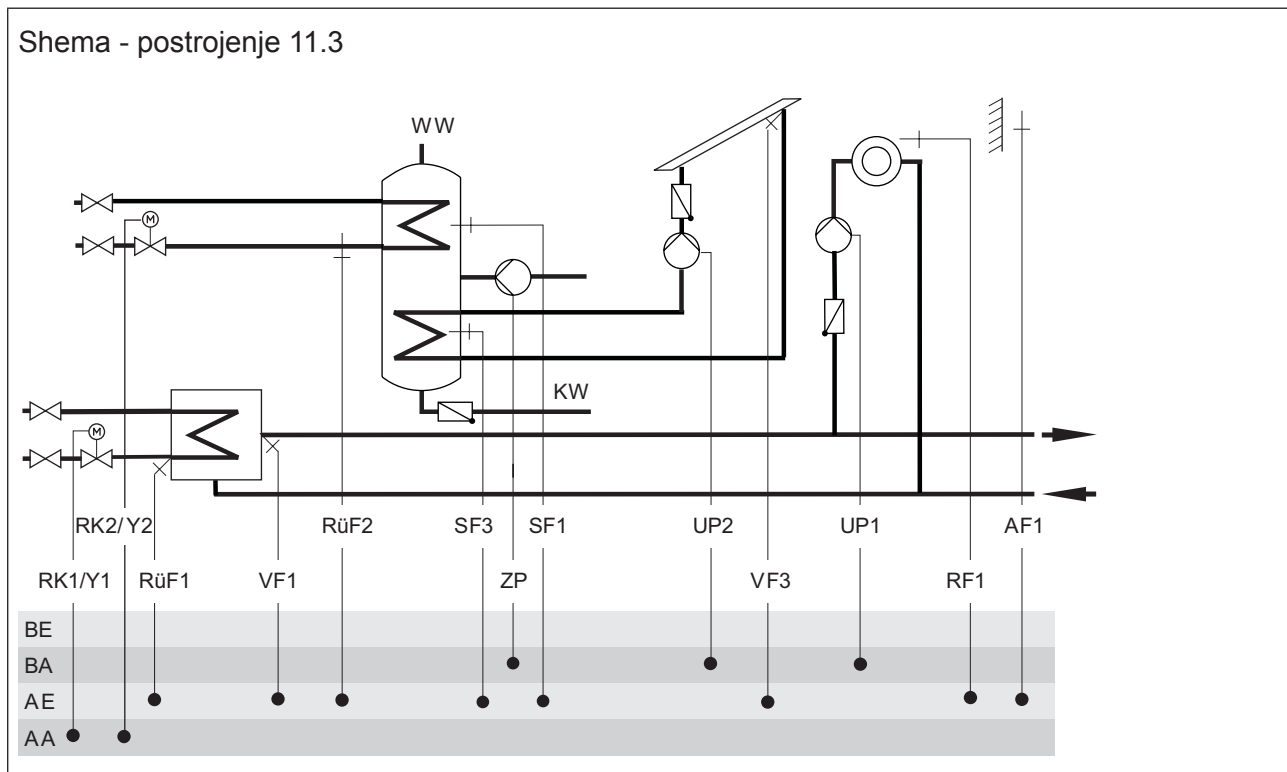 Shema - postrojenje 11.3
WW
M
KW
M
RK2/Y2 RüF2 SF3 SF1 UP2 UP1 AF1
RK1/Y1 RüF1 VF1 ZP VF3 RF1
BE
BA
AE
AA